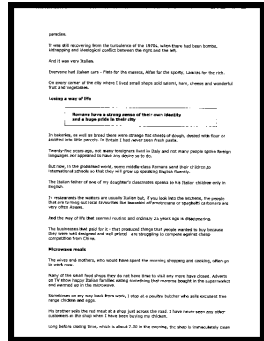 paradise.
It was still recovering from the turbulence of the 1970s, when there had been bombs,
kidnapping and ideological conflict between the right and the left.
And it was very Italian.
Everyone had Italian cars - Fiats for the masses, Alfas for the sporty, Lancias for the rich.
On every corner of the city where I lived small shops sold salami, ham, cheese and wonderful
fruit and vegetables.
Losing a way of life
Romans have a strong sense of their own identity
and a huge pride in their city
In bakeries, as well as bread there were strange flat sheets of dough, dusted with flour or
pasties. In Britain I had never seen fresh pasta.
Twenty-five years ago, not many foreigners lived in Italy and not many people spoke foreign
languages nor appeared to have any desire to do so.
But now, in the globalised world, some middle-class Romans send their children to
international schools so that they will grow up speaking English fluently.
The Italian father of one of my daughter's classmates speaks to his Italian children only in
English.
In restaurants the waiters are usually Italian but, if you look into the kitchens, the people
that are turning out local favourites like bucatini all'amatriciana or spaghetti carbonara are
very often Asians.
And the way of life that seemed routine and ordinary 25 years ago is disappearing.
The businesses that paid for it - that produced things that people wanted to buy because
they were well designed and well priced - are struggling to compete against cheap
competition from China.
Microwave meals
The wives and mothers, who would have spent the morning shopping and cooking, often go
to work now.
Many of the small food shops they do not have time to visit any more have closed. Adverts
on TV show happy Italian families eating something that mamma bought in the supermarket
and warmed up in the microwave.
Sometimes on my way back from work, I stop at a poultry butcher who sells excellent free
range chicken and eggs.
My brother sells the red meat at a shop just across the road. I have never seen any other
customers in the shop when I have been buying my chicken.
Long before closing time, which is about 7.30 in the evening, the shop is immaculately clean